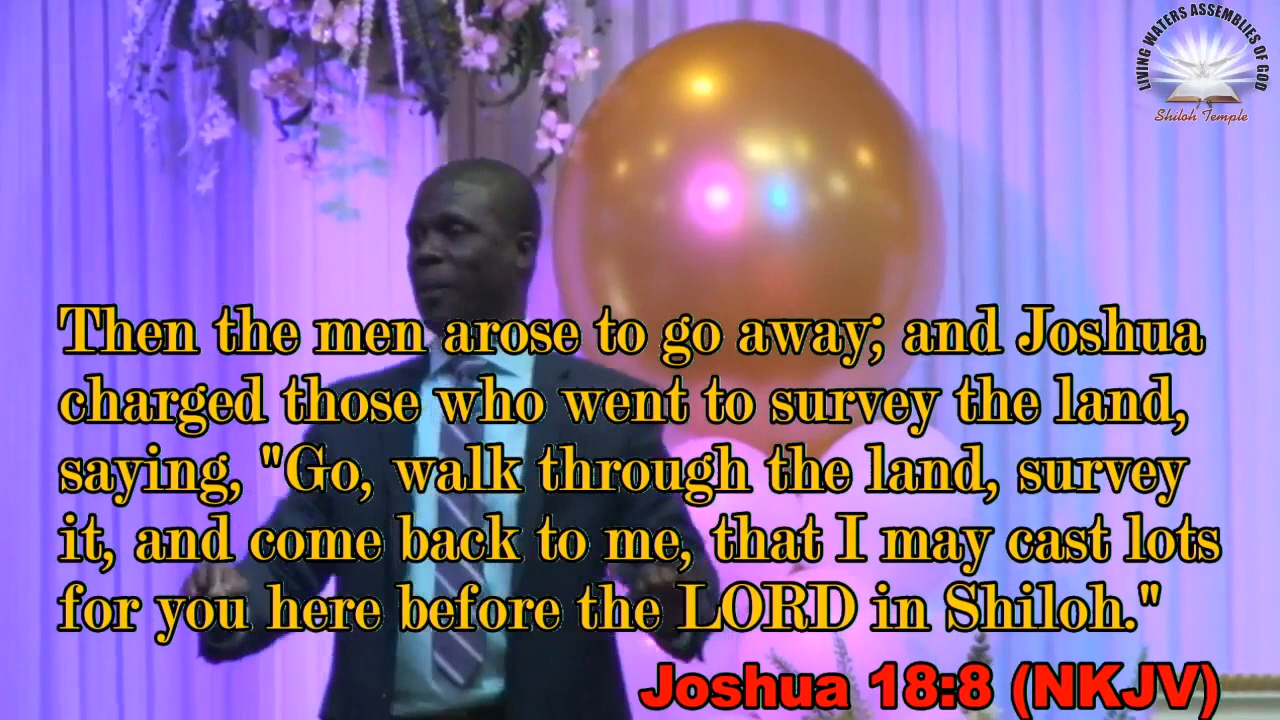 LIVING WATERS ASSEMBLIES OF GOD
Shiloh Temple
Then the men arose to go away; and Joshua
charged those who went to survey the land,
saying, "Go, walk through the land, survey
it, and come back to me, that I may cast lots
for you here before the LORD in Shiloh."
Joshua 18:8 (NKJV)